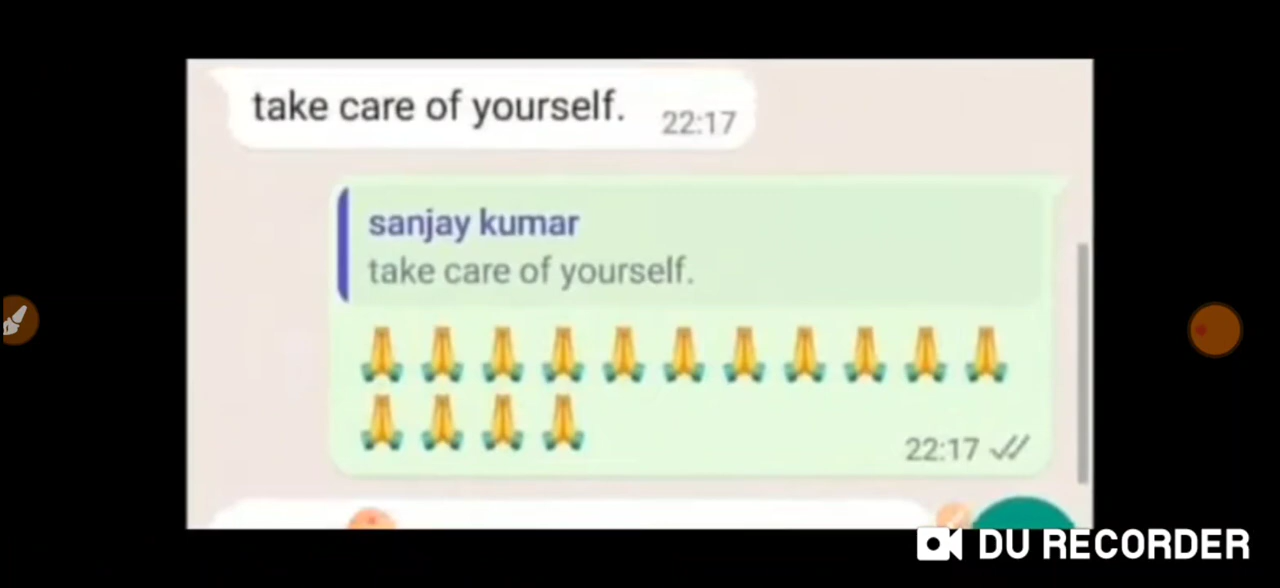 take care of yourself. 22:17
sanjay kumar
take care of yourself.
🙏🙏🙏🙏🙏🙏🙏🙏🙏🙏🙏
🙏🙏🙏🙏
22:17
DU RECORDER